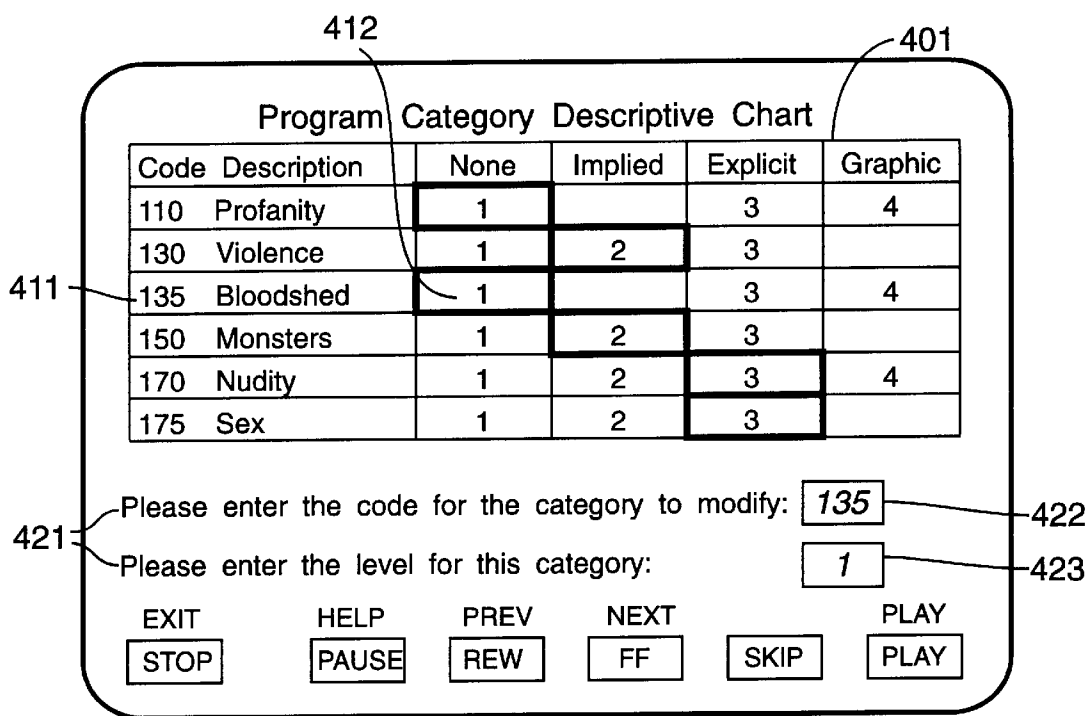 412
401
Program Category Descriptive Chart
Code Description None Implied Explicit Graphic
110 Profanity 1 3 4
130 Violence 1 2 3
411 135 Bloodshed 1 3 4
150 Monsters 1 2 3
170 Nudity 1 2 3 4
175 Sex 1 2 3
Please enter the code for the category to modify: 135
422
421
Please enter the level for this category: 1
423
EXIT HELP PREV NEXT PLAY
STOP PAUSE REW FF SKIP PLAY